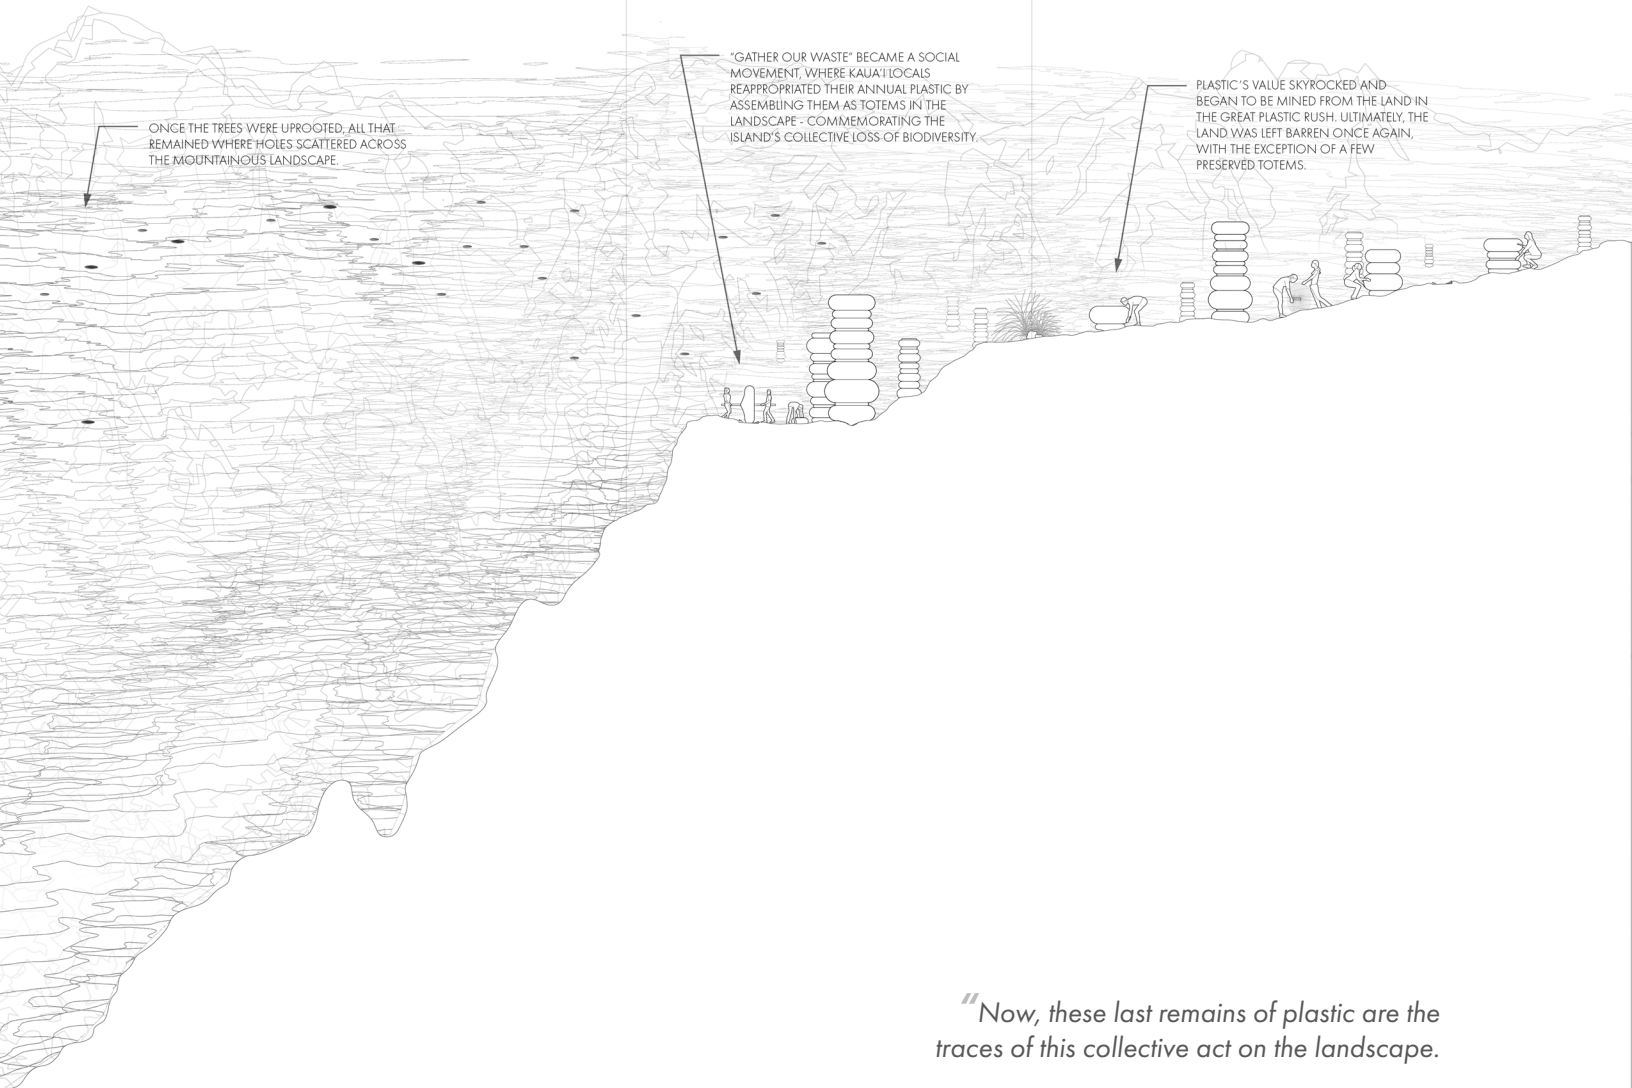 ONCE THE TREES WERE UPROOTED, ALL THAT
REMAINED WHERE HOLES SCATTERED ACROSS
THE MOUNTAINOUS LANDSCAPE.
"GATHER OUR WASTE" BECAME A SOCIAL
MOVEMENT, WHERE KAUA'I LOCALS
REAPPROPRIATED THEIR ANNUAL PLASTIC BY
ASSEMBLING THEM AS TOTEMS IN THE
LANDSCAPE - COMMEMORATING THE
ISLAND'S COLLECTIVE LOSS OF BIODIVERSITY.
PLASTIC'S VALUE SKYROCKED AND
BEGAN TO BE MINED FROM THE LAND IN
THE GREAT PLASTIC RUSH. ULTIMATELY, THE
LAND WAS LEFT BARREN ONCE AGAIN,
WITH THE EXCEPTION OF A FEW
PRESERVED TOTEMS.
"Now, these last remains of plastic are the
traces of this collective act on the landscape.